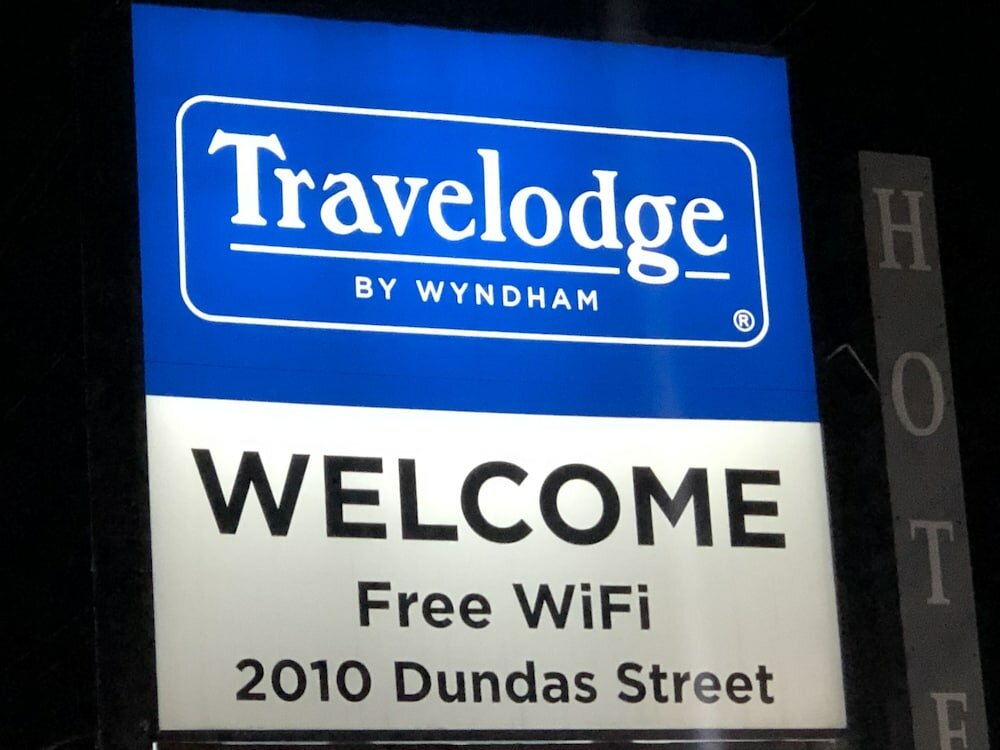 Travelodge
BY WYNDHAM
®
WELCOME
Free WiFi
2010 Dundas Street
H
O
T
E